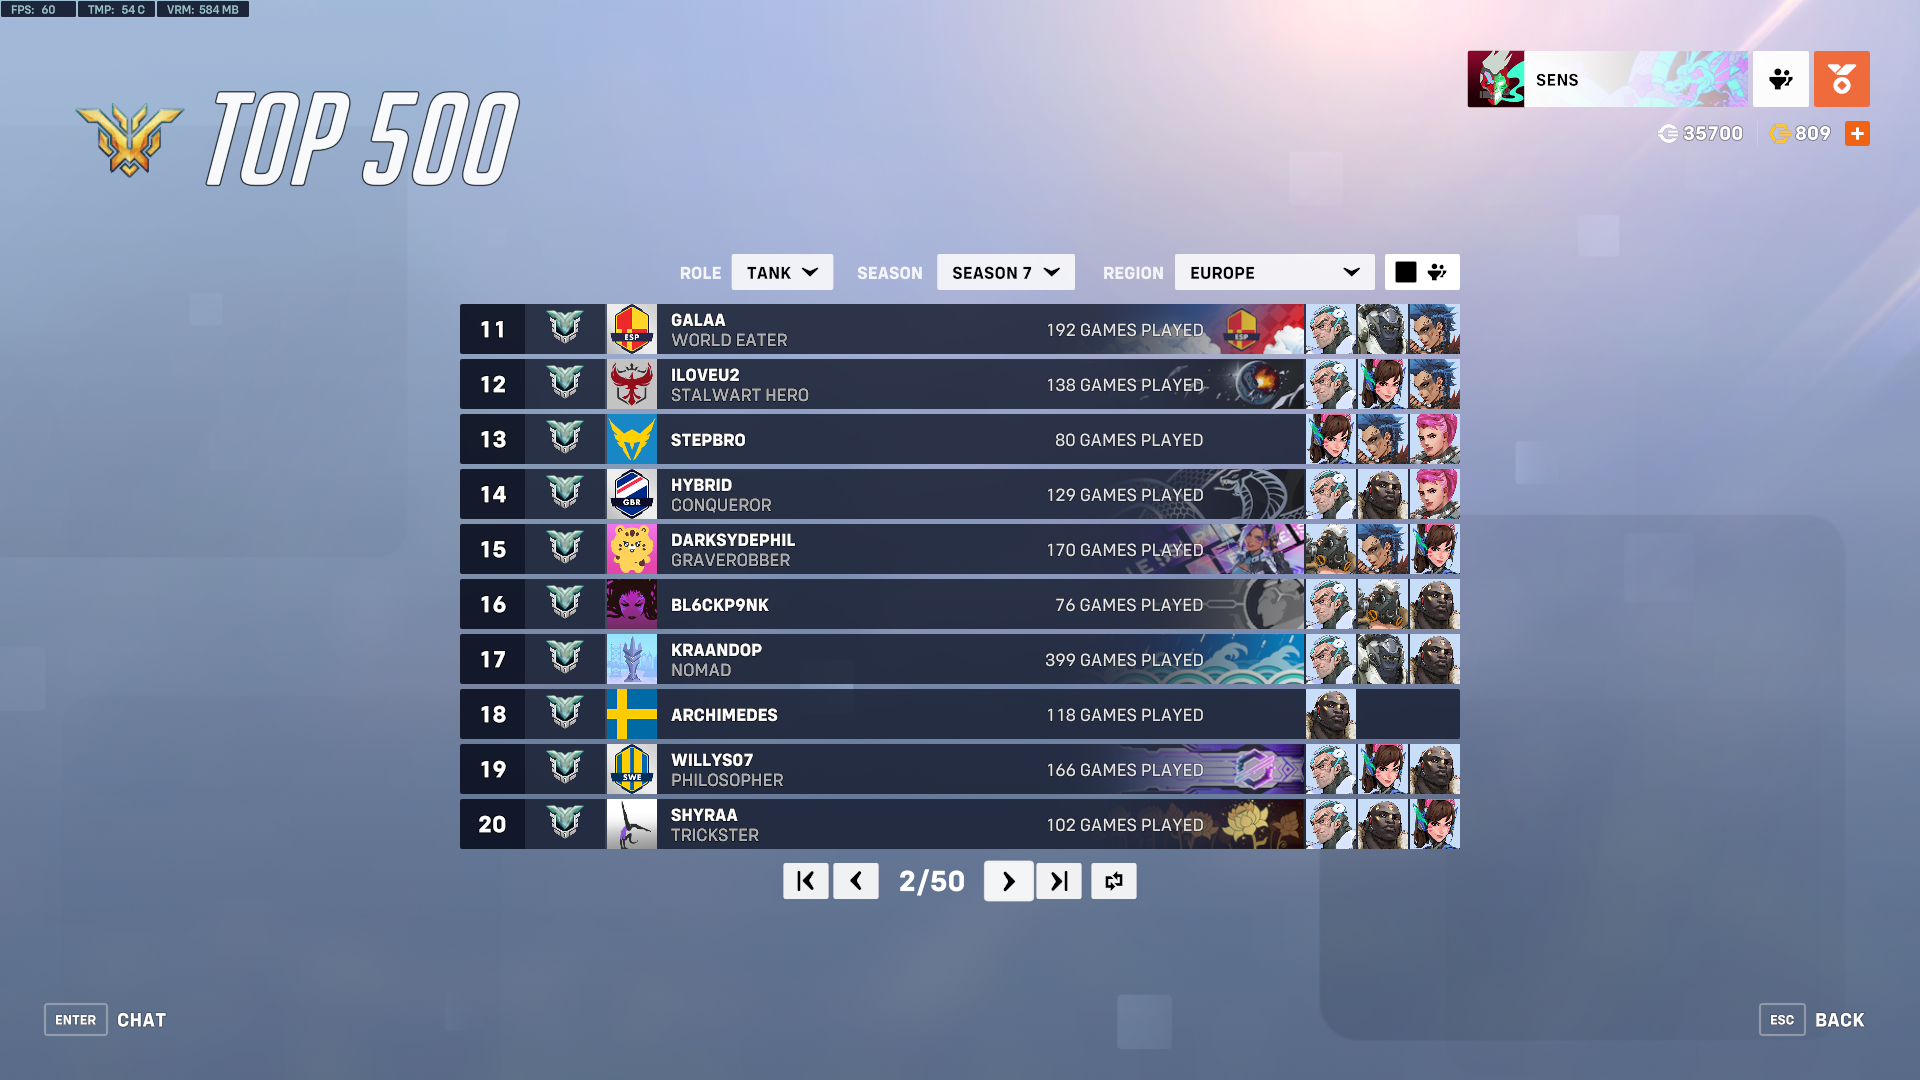 FPS: 60 TMP: 54 C VRM: 584 MB
TOP 500
SENS
35700 809
ROLE TANK SEASON SEASON 7 REGION EUROPE
11 ESP GALAA WORLD EATER 192 GAMES PLAYED ESP
12 ILOVEU2 STALWART HERO 138 GAMES PLAYED
13 STEPBRO 80 GAMES PLAYED
14 GBR HYBRID CONQUEROR 129 GAMES PLAYED
15 DARKSYDEPHIL GRAVEROBBER 170 GAMES PLAYED
16 BL6CKP9NK 76 GAMES PLAYED
17 KRAANDOP NOMAD 399 GAMES PLAYED
18 ARCHIMEDES 118 GAMES PLAYED
19 SWE WILLYS07 PHILOSOPHER 166 GAMES PLAYED
20 SHYRAA TRICKSTER 102 GAMES PLAYED
2/50
ENTER CHAT
ESC BACK